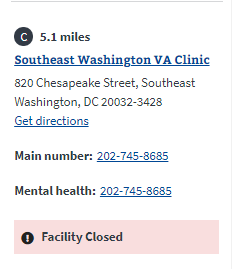 C 5.1 miles
Southeast Washington VA Clinic
820 Chesapeake Street, Southeast
Washington, DC 20032-3428
Get directions
Main number: 202-745-8685
Mental health: 202-745-8685
Facility Closed